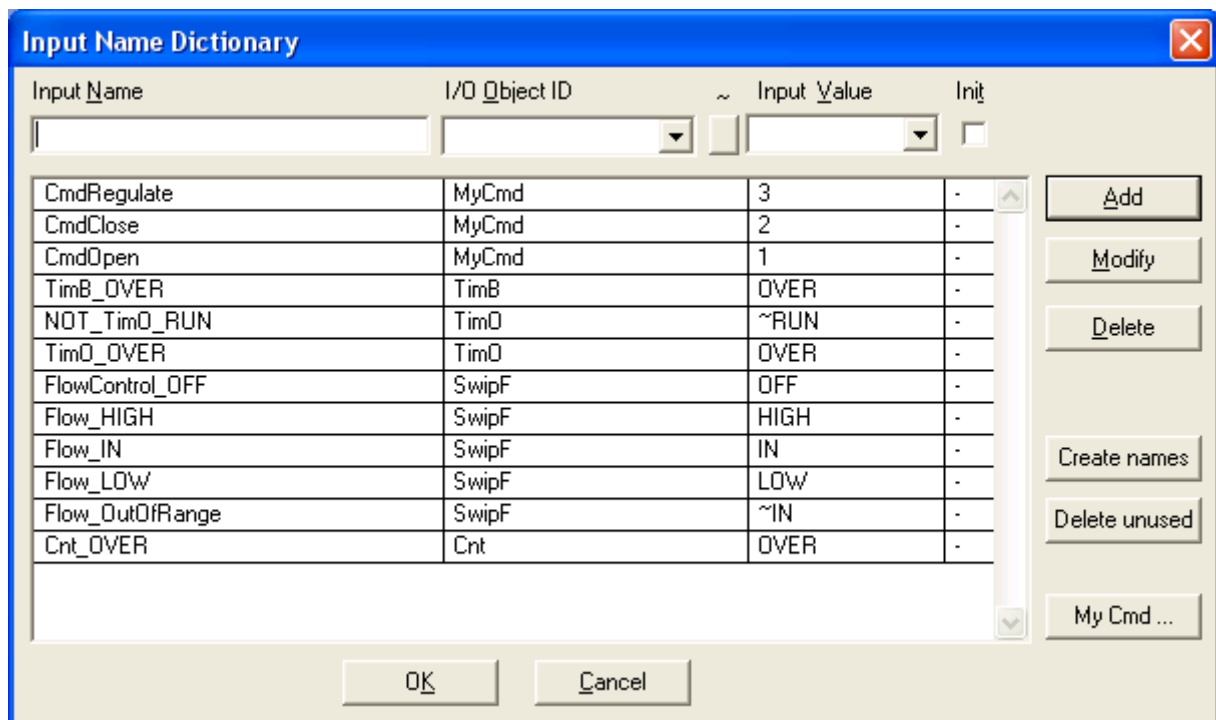 Input Name Dictionary
Input Name I/O Object ID ~ Input Value Init
CmdRegulate MyCmd 3 - Add
CmdClose MyCmd 2 -
CmdOpen MyCmd 1 - Modify
TimB_OVER TimB OVER -
NOT_TimO_RUN TimO ~RUN - Delete
TimO_OVER TimO OVER -
FlowControl_OFF SwipF OFF -
Flow_HIGH SwipF HIGH -
Flow_IN SwipF IN - Create names
Flow_LOW SwipF LOW -
Flow_OutOfRange SwipF ~IN - Delete unused
Cnt_OVER Cnt OVER -
My Cmd ...
OK Cancel